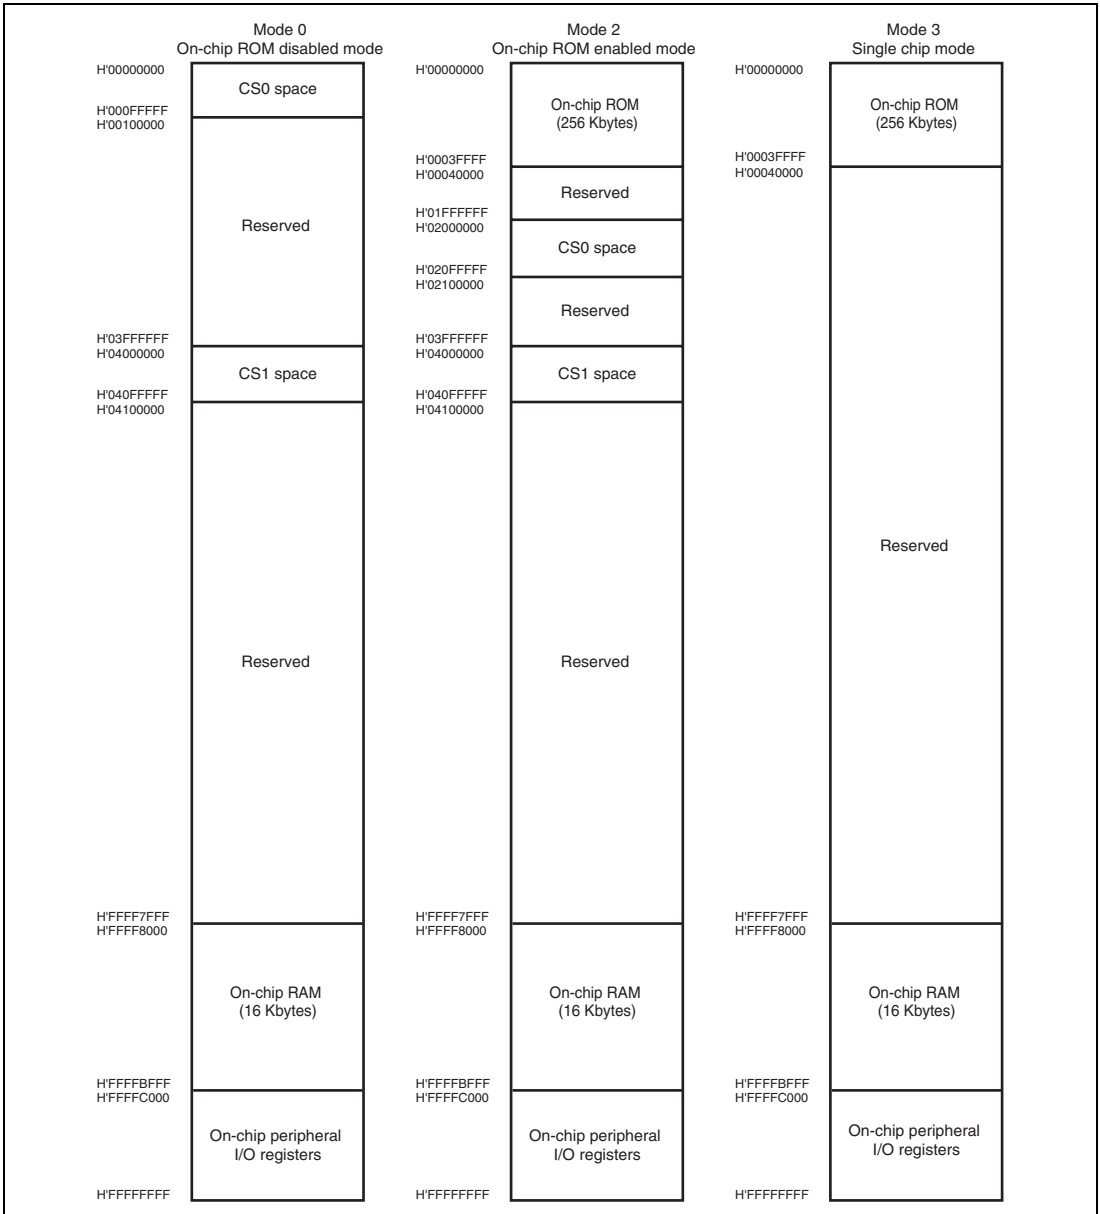 Mode 0
On-chip ROM disabled mode
H'00000000
CS0 space
H'000FFFFF
H'00100000
Reserved
H'03FFFFFF
H'04000000
CS1 space
H'040FFFFF
H'04100000
Reserved
H'FFFF7FFF
H'FFFF8000
On-chip RAM
(16 Kbytes)
H'FFFFBFFF
H'FFFFC000
On-chip peripheral
I/O registers
H'FFFFFFFF
Mode 2
On-chip ROM enabled mode
H'00000000
On-chip ROM
(256 Kbytes)
H'0003FFFF
H'00040000
Reserved
H'01FFFFFF
H'02000000
CS0 space
H'020FFFFF
H'02100000
Reserved
H'03FFFFFF
H'04000000
CS1 space
H'040FFFFF
H'04100000
Reserved
H'FFFF7FFF
H'FFFF8000
On-chip RAM
(16 Kbytes)
H'FFFFBFFF
H'FFFFC000
On-chip peripheral
I/O registers
H'FFFFFFFF
Mode 3
Single chip mode
H'00000000
On-chip ROM
(256 Kbytes)
H'0003FFFF
H'00040000
Reserved
H'FFFF7FFF
H'FFFF8000
On-chip RAM
(16 Kbytes)
H'FFFFBFFF
H'FFFFC000
On-chip peripheral
I/O registers
H'FFFFFFFF